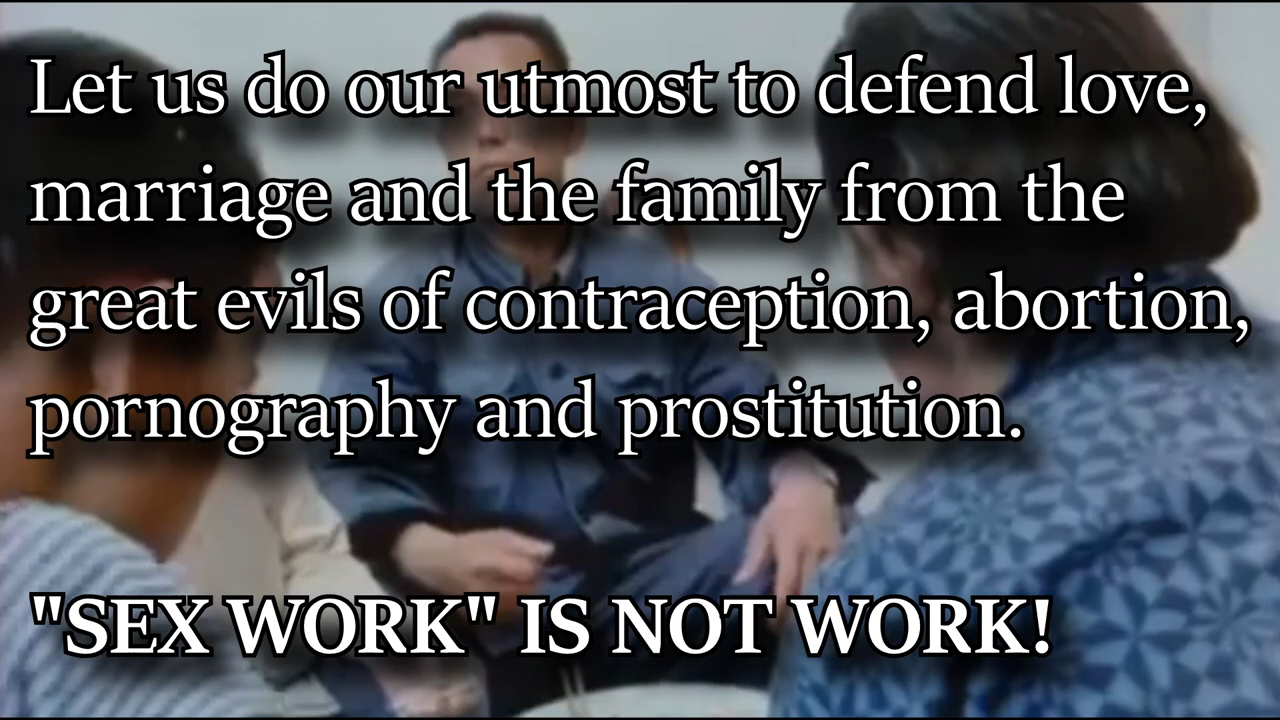 Let us do our utmost to defend love,
marriage and the family from the
great evils of contraception, abortion,
pornography and prostitution.
"SEX WORK" IS NOT WORK!